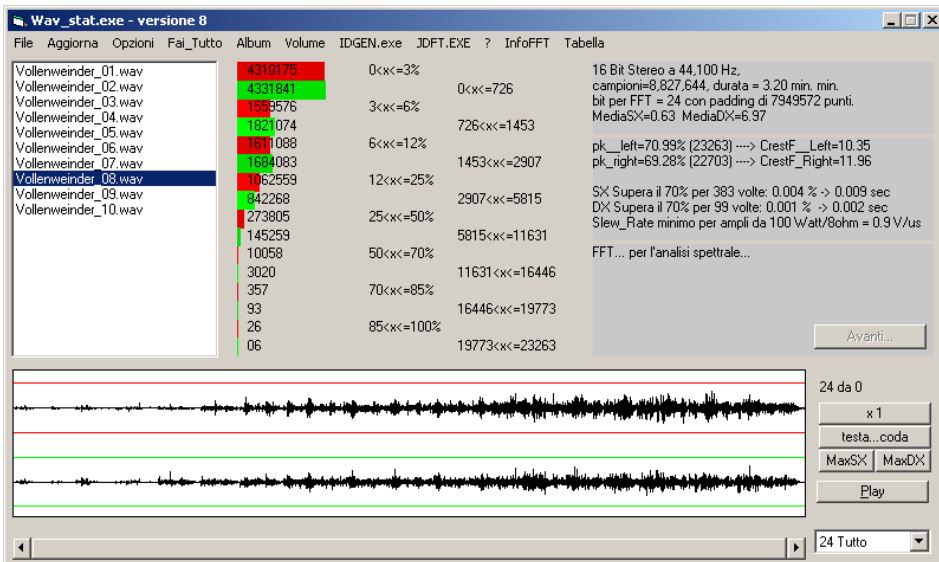 Wav_stat.exe - versione 8
File Aggiorna Opzioni Fai_Tutto Album Volume IDGEN.exe JDFT.EXE ? InfoFFT Tabella
Vollenweinder_01.wav
Vollenweinder_02.wav
Vollenweinder_03.wav
Vollenweinder_04.wav
Vollenweinder_05.wav
Vollenweinder_06.wav
Vollenweinder_07.wav
Vollenweinder_08.wav
Vollenweinder_09.wav
Vollenweinder_10.wav
4310175 0<x<=3%
4331841 0<x<=726
1559576 3<x<=6%
1821074 726<x<=1453
1611088 6<x<=12%
1684083 1453<x<=2907
1062559 12<x<=25%
842268 2907<x<=5815
273805 25<x<=50%
145259 5815<x<=11631
10058 50<x<=70%
3020 11631<x<=16446
357 70<x<=85%
93 16446<x<=19773
26 85<x<=100%
06 19773<x<=23263
16 Bit Stereo a 44,100 Hz,
campioni=8,827,644, durata = 3.20 min. min.
bit per FFT = 24 con padding di 7949572 punti.
MediaSX=0.63 MediaDX=6.97
pk__left=70.99% (23263) ----> CrestF__Left=10.35
pk_right=69.28% (22703) ----> CrestF_Right=11.96
SX Supera il 70% per 383 volte: 0.004 % -> 0.009 sec
DX Supera il 70% per 99 volte: 0.001 % -> 0.002 sec
Slew_Rate minimo per ampli da 100 Watt/8ohm = 0.9 V/us
FFT... per l'analisi spettrale...
Avanti...
24 da 0
x 1
testa...coda
MaxSX MaxDX
Play
24 Tutto